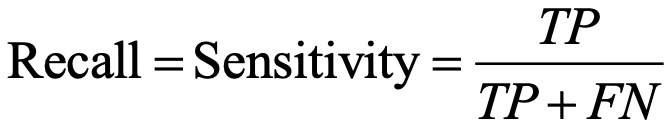 Recall = Sensitivity = TP / (TP + FN)